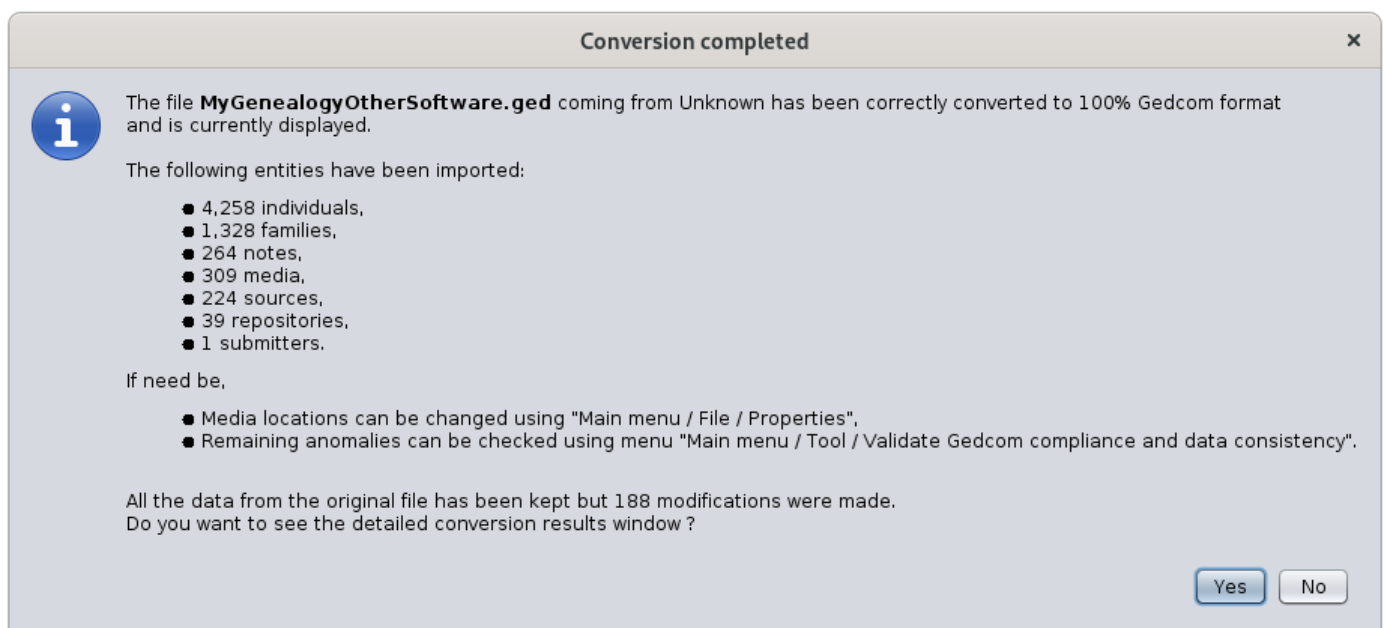 Conversion completed
×
i
The file MyGenealogyOtherSoftware.ged coming from Unknown has been correctly converted to 100% Gedcom format
and is currently displayed.
The following entities have been imported:
● 4,258 individuals,
● 1,328 families,
● 264 notes,
● 309 media,
● 224 sources,
● 39 repositories,
● 1 submitters.
If need be,
● Media locations can be changed using "Main menu / File / Properties",
● Remaining anomalies can be checked using menu "Main menu / Tool / Validate Gedcom compliance and data consistency".
All the data from the original file has been kept but 188 modifications were made.
Do you want to see the detailed conversion results window ?
Yes No